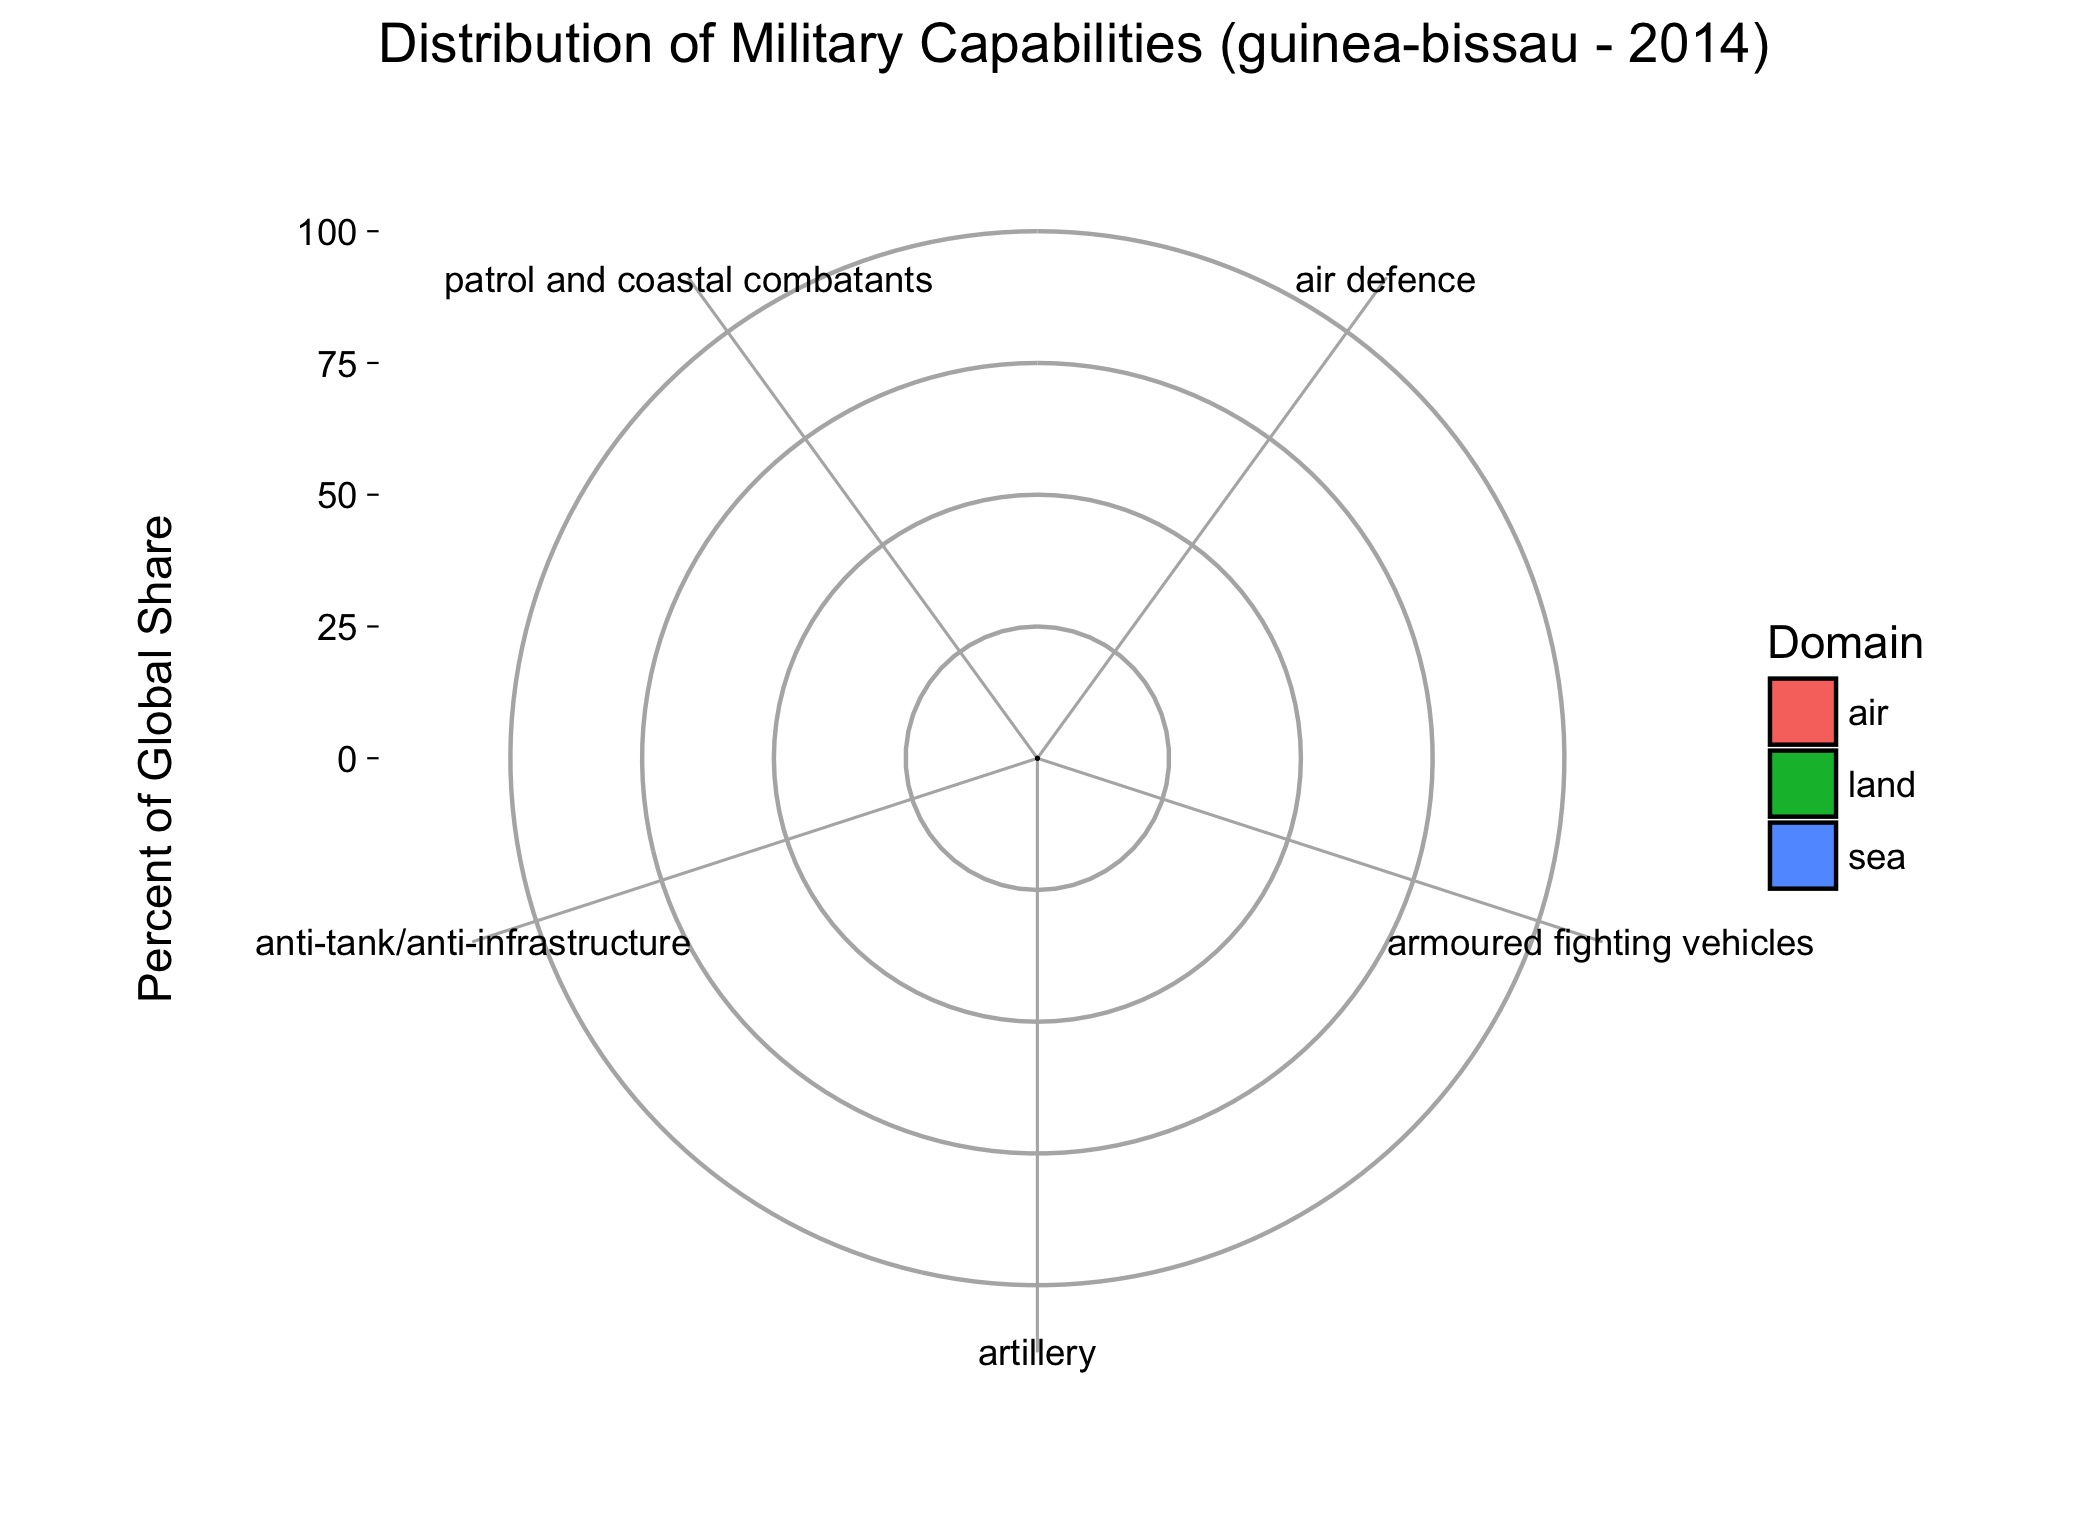 Distribution of Military Capabilities (guinea-bissau - 2014)
100
patrol and coastal combatants
air defence
75
50
25
0
Percent of Global Share
Domain
air
land
sea
anti-tank/anti-infrastructure
armoured fighting vehicles
artillery